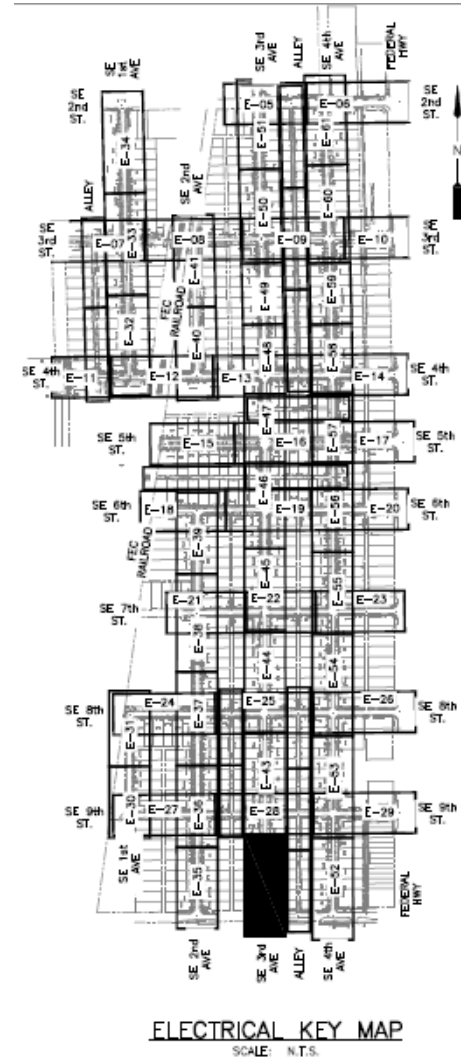 SE 1st AVE
SE 3rd AVE
ALLEY
SE 4th AVE
FEDERAL HWY
SE 2nd ST.
E-05
E-06
SE 2nd ST.
E-34
E-51
E-61
N
SE 2nd AVE
ALLEY
E-50
E-60
SE 3rd ST.
E-07
E-33
E-08
E-09
E-10
SE 3rd ST.
E-41
E-49
E-59
FEC RAILROAD
E-32
E-40
E-48
E-58
SE 4th ST.
E-11
E-12
E-13
E-14
SE 4th ST.
E-47
SE 5th ST.
E-15
E-16
E-57
E-17
SE 5th ST.
E-46
SE 6th ST.
E-18
E-19
E-56
E-20
SE 6th ST.
FEC RAILROAD
E-39
E-45
E-55
SE 7th ST.
E-21
E-22
E-23
E-38
E-44
E-54
SE 8th ST.
E-24
E-37
E-25
E-26
SE 8th ST.
E-31
E-43
E-53
SE 9th ST.
E-30
E-27
E-36
E-28
E-29
SE 9th ST.
SE 1st AVE
E-35
E-52
FEDERAL HWY
SE 2nd AVE
SE 3rd AVE
ALLEY
SE 4th AVE
ELECTRICAL KEY MAP
SCALE: N.T.S.